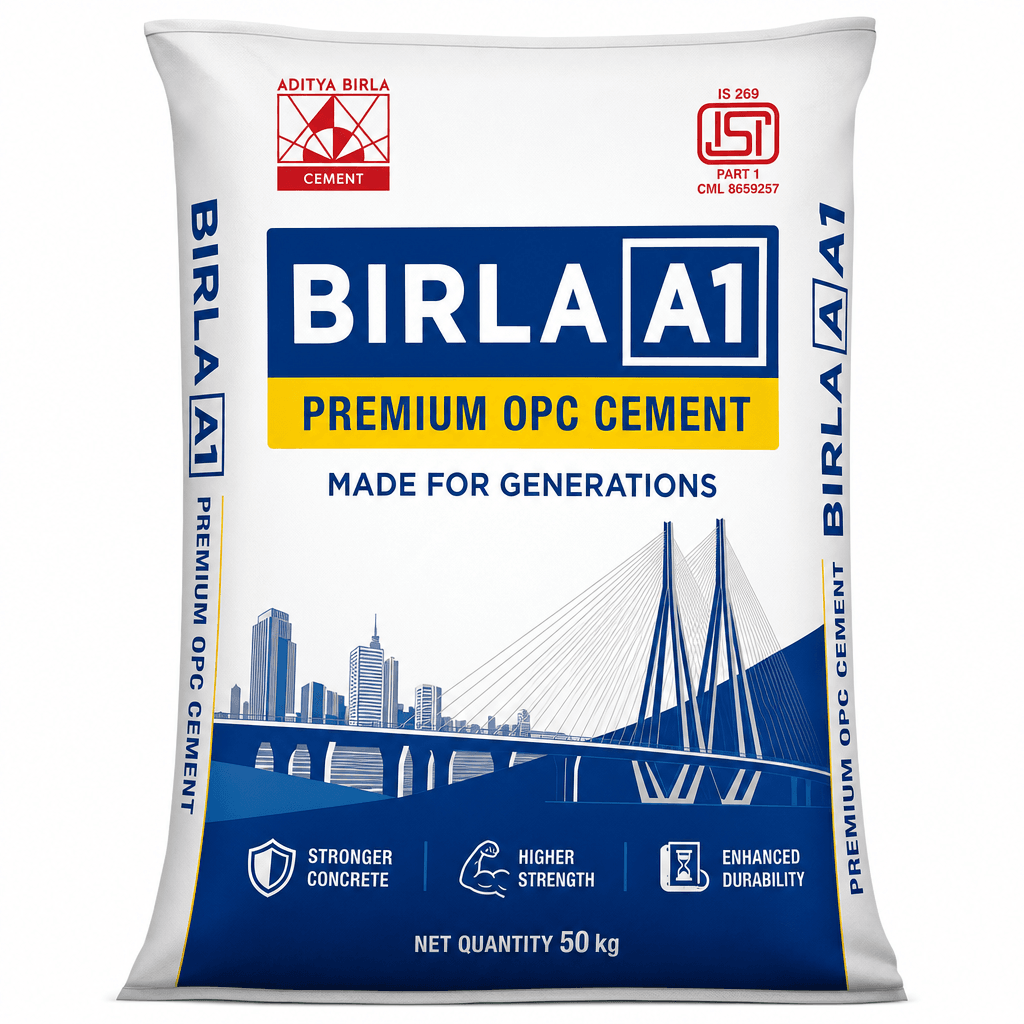 ADITYA BIRLA
CEMENT
IS 269
ISI
PART 1
CML 8659257
BIRLA A1
PREMIUM OPC CEMENT
MADE FOR GENERATIONS
BIRLA A1
PREMIUM OPC CEMENT
BIRLA A A1
PREMIUM OPC CEMENT
STRONGER
CONCRETE
HIGHER
STRENGTH
ENHANCED
DURABILITY
NET QUANTITY 50 kg